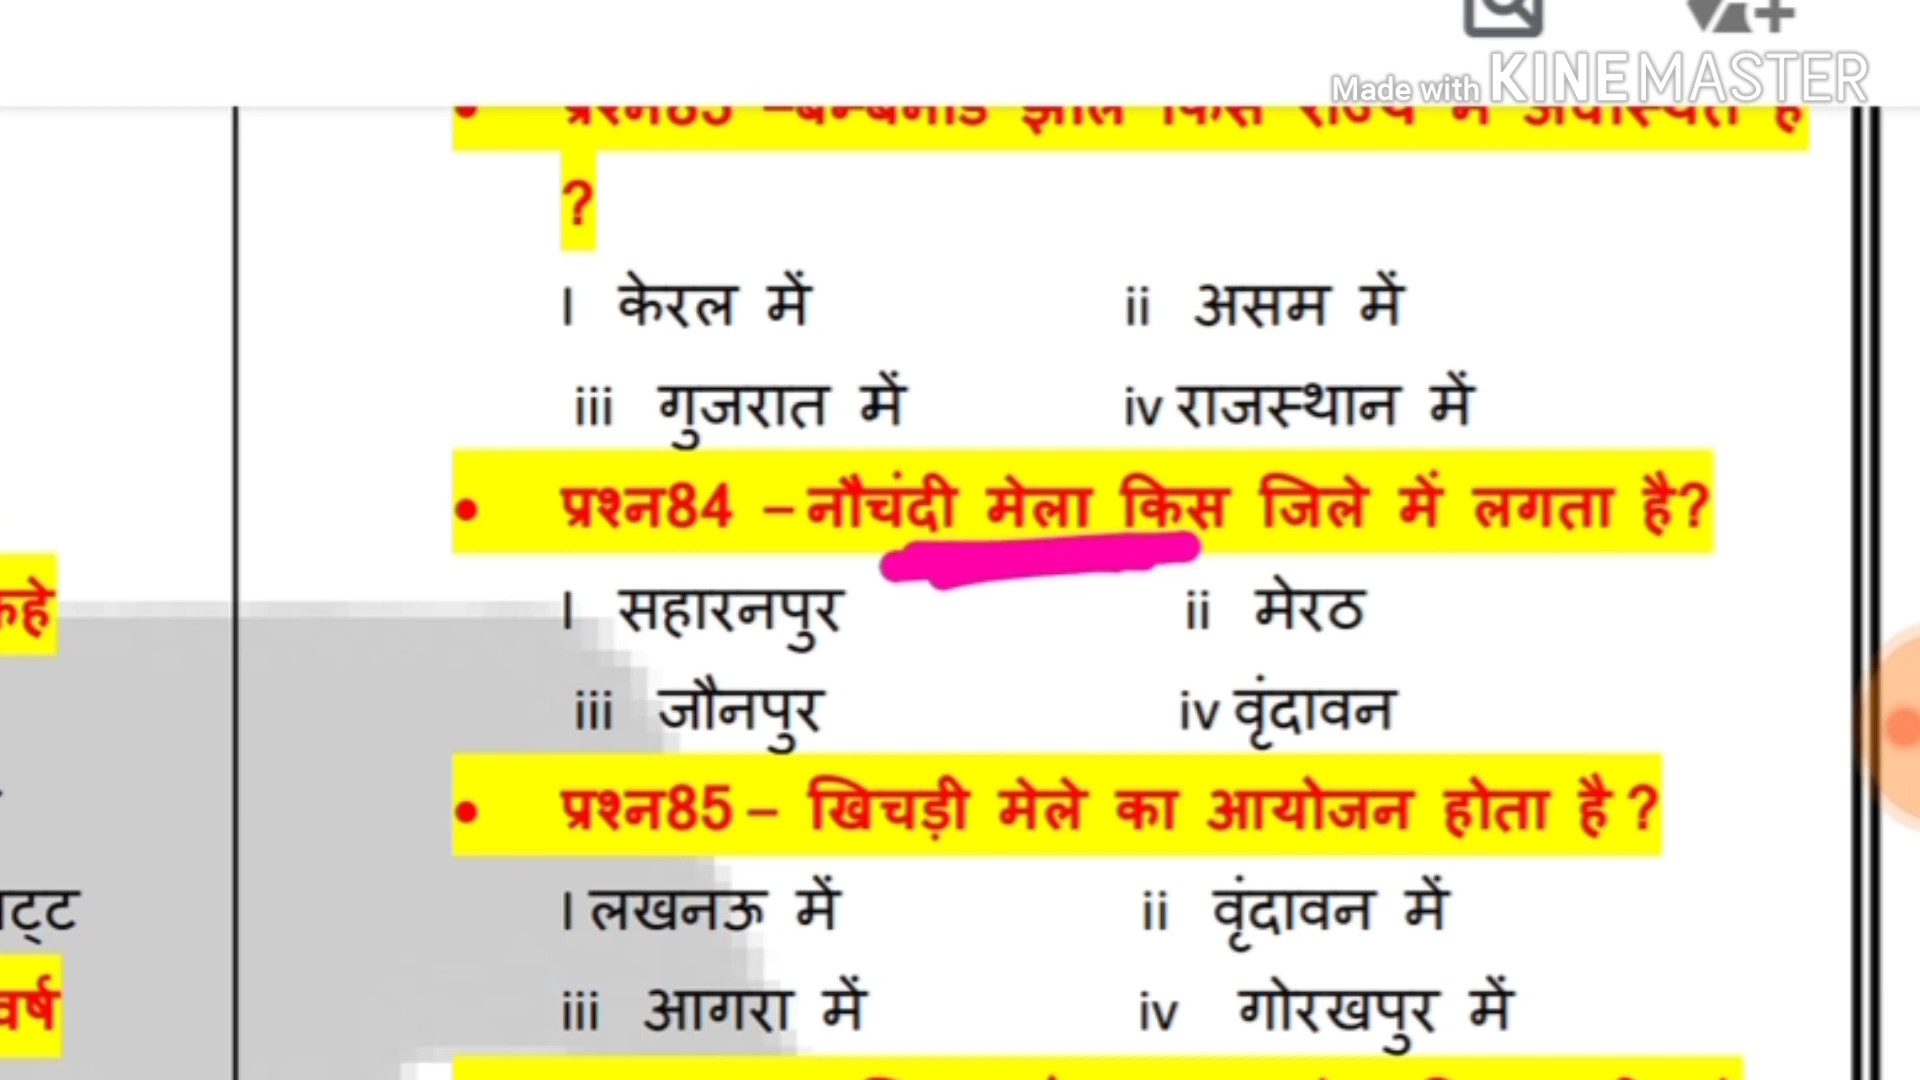 Made with KINEMASTER
?
I केरल में ii असम में
iii गुजरात में iv राजस्थान में
• प्रश्न84 – नौचंदी मेला किस जिले में लगता है?
I सहारनपुर ii मेरठ
iii जौनपुर iv वृंदावन
• प्रश्न85 – खिचड़ी मेले का आयोजन होता है ?
I लखनऊ में ii वृंदावन में
iii आगरा में iv गोरखपुर में
वर्ष